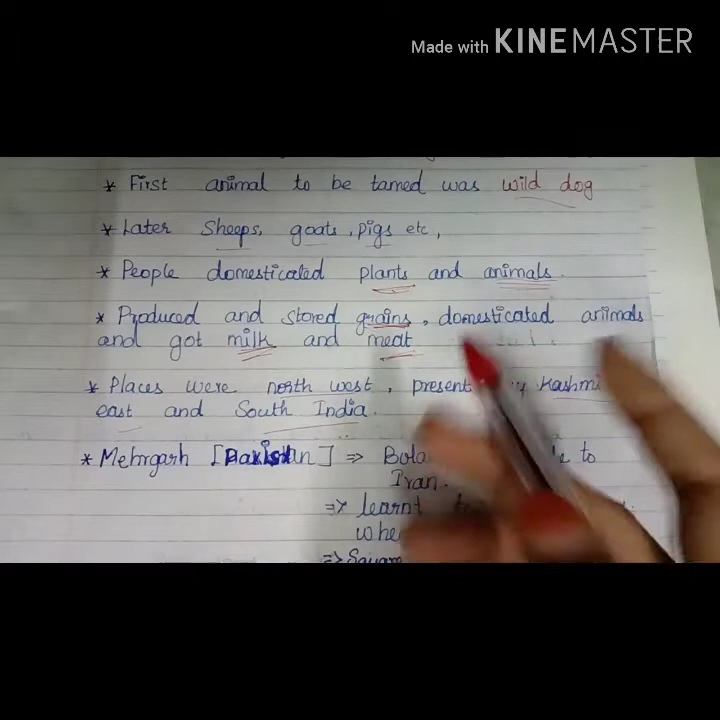 Made with KINEMASTER
* First animal to be tamed was wild dog
* Later Sheeps, goats, pigs etc,
* People domesticated plants and animals.
* Produced and stored grains, domesticated animals
and got milk and meat
* Places were north west, present
east and South India.
* Mehrgarh [Pakistan] ⇒ to
Iran.
⇒ learnt
⇒